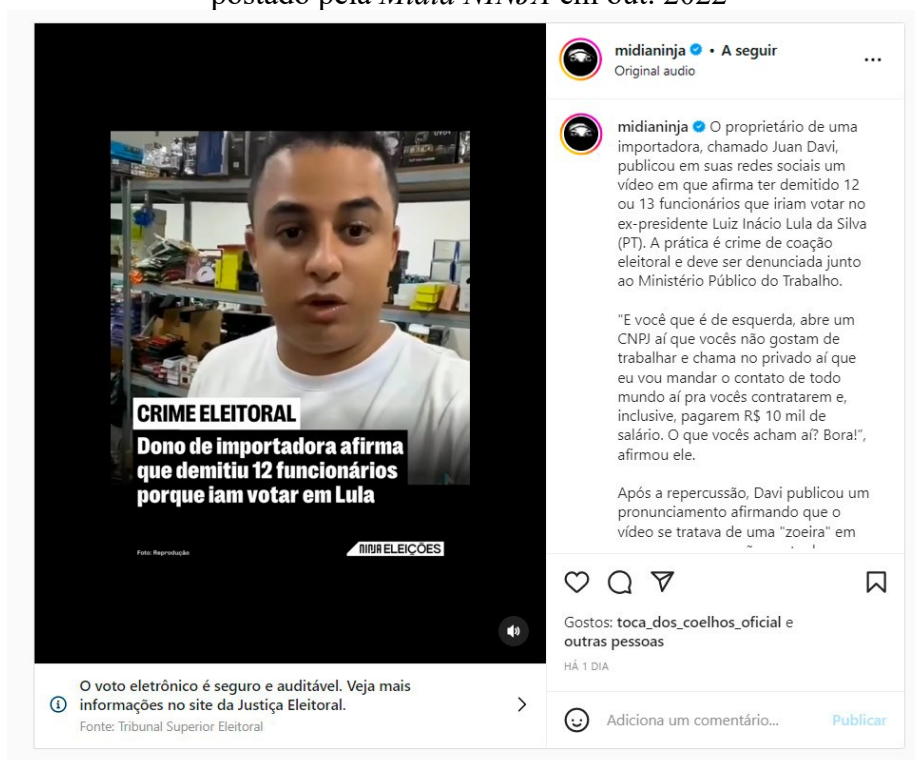 postado pela Mídia NINJA em out. 2022
CRIME ELEITORAL
Dono de importadora afirma
que demitiu 12 funcionários
porque iam votar em Lula
Foto: Reprodução
NINJA ELEIÇÕES
O voto eletrônico é seguro e auditável. Veja mais
informações no site da Justiça Eleitoral.
Fonte: Tribunal Superior Eleitoral
midianinja • A seguir
Original audio
midianinja O proprietário de uma
importadora, chamado Juan Davi,
publicou em suas redes sociais um
vídeo em que afirma ter demitido 12
ou 13 funcionários que iriam votar no
ex-presidente Luiz Inácio Lula da Silva
(PT). A prática é crime de coação
eleitoral e deve ser denunciada junto
ao Ministério Público do Trabalho.
"E você que é de esquerda, abre um
CNPJ aí que vocês não gostam de
trabalhar e chama no privado aí que
eu vou mandar o contato de todo
mundo aí pra vocês contratarem e,
inclusive, pagarem R$ 10 mil de
salário. O que vocês acham aí? Bora!",
afirmou ele.
Após a repercussão, Davi publicou um
pronunciamento afirmando que o
vídeo se tratava de uma "zoeira" em
Gostos: toca_dos_coelhos_oficial e
outras pessoas
HÁ 1 DIA
Adiciona um comentário...
Publicar